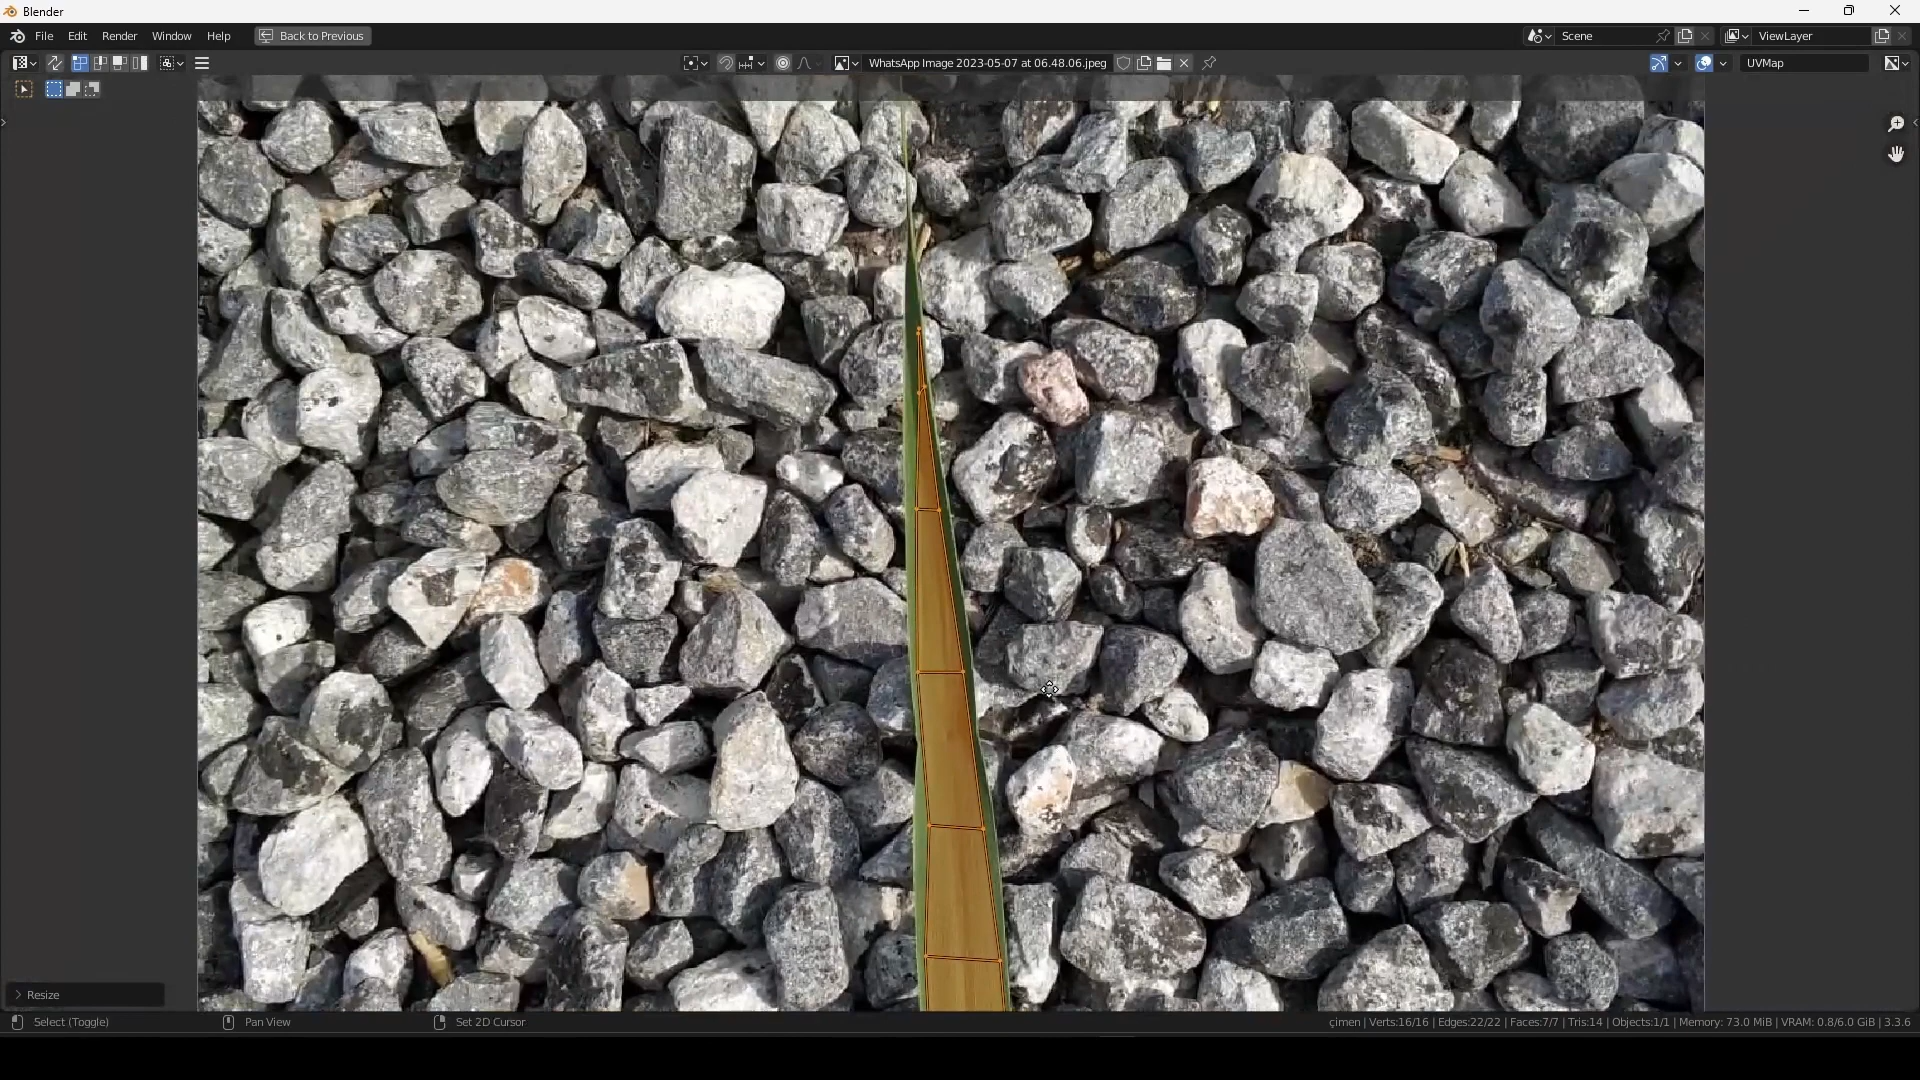 Blender
File Edit Render Window Help Back to Previous Scene ViewLayer
WhatsApp Image 2023-05-07 at 06.48.06.jpeg UVMap
Resize
Select (Toggle) Pan View Set 2D Cursor çimen | Verts:16/16 | Edges:22/22 | Faces:7/7 | Tris:14 | Objects:1/1 | Memory: 73.0 MiB | VRAM: 0.8/6.0 GiB | 3.3.6